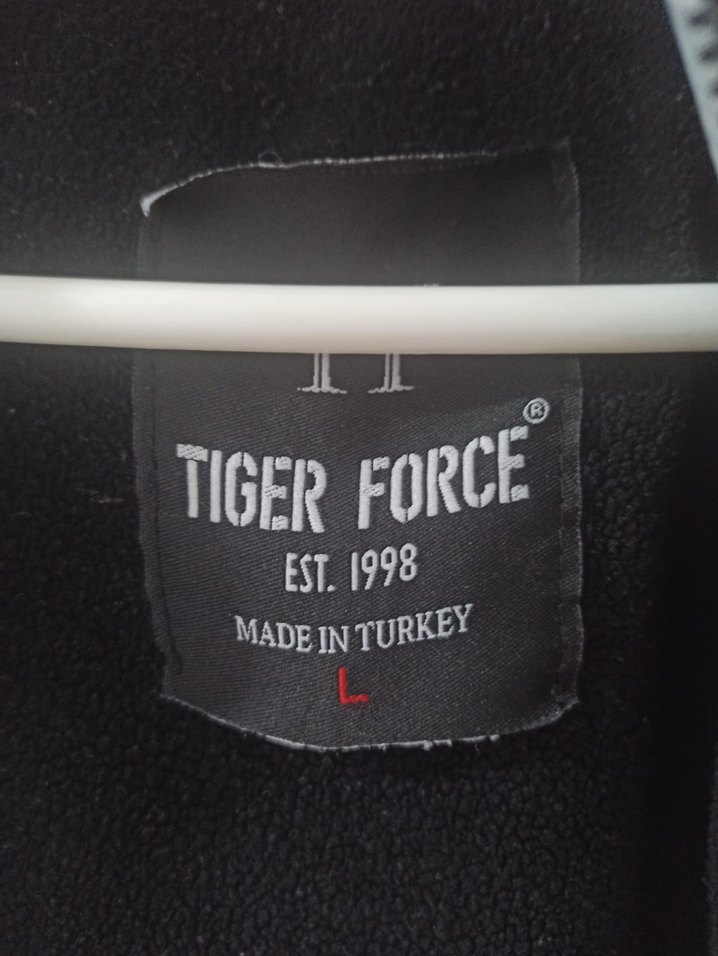 TIGER FORCE®
EST. 1998
MADE IN TURKEY
L